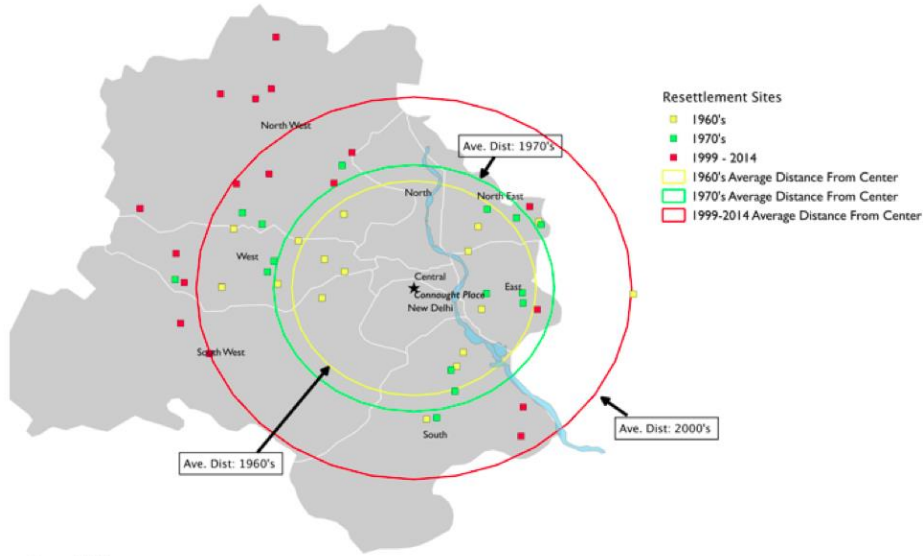 Resettlement Sites
1960's
1970's
1999 - 2014
1960's Average Distance From Center
1970's Average Distance From Center
1999-2014 Average Distance From Center
North West
Ave. Dist: 1970's
North
North East
West
Central
Connaught Place
New Delhi
East
South West
Ave. Dist: 2000's
South
Ave. Dist: 1960's